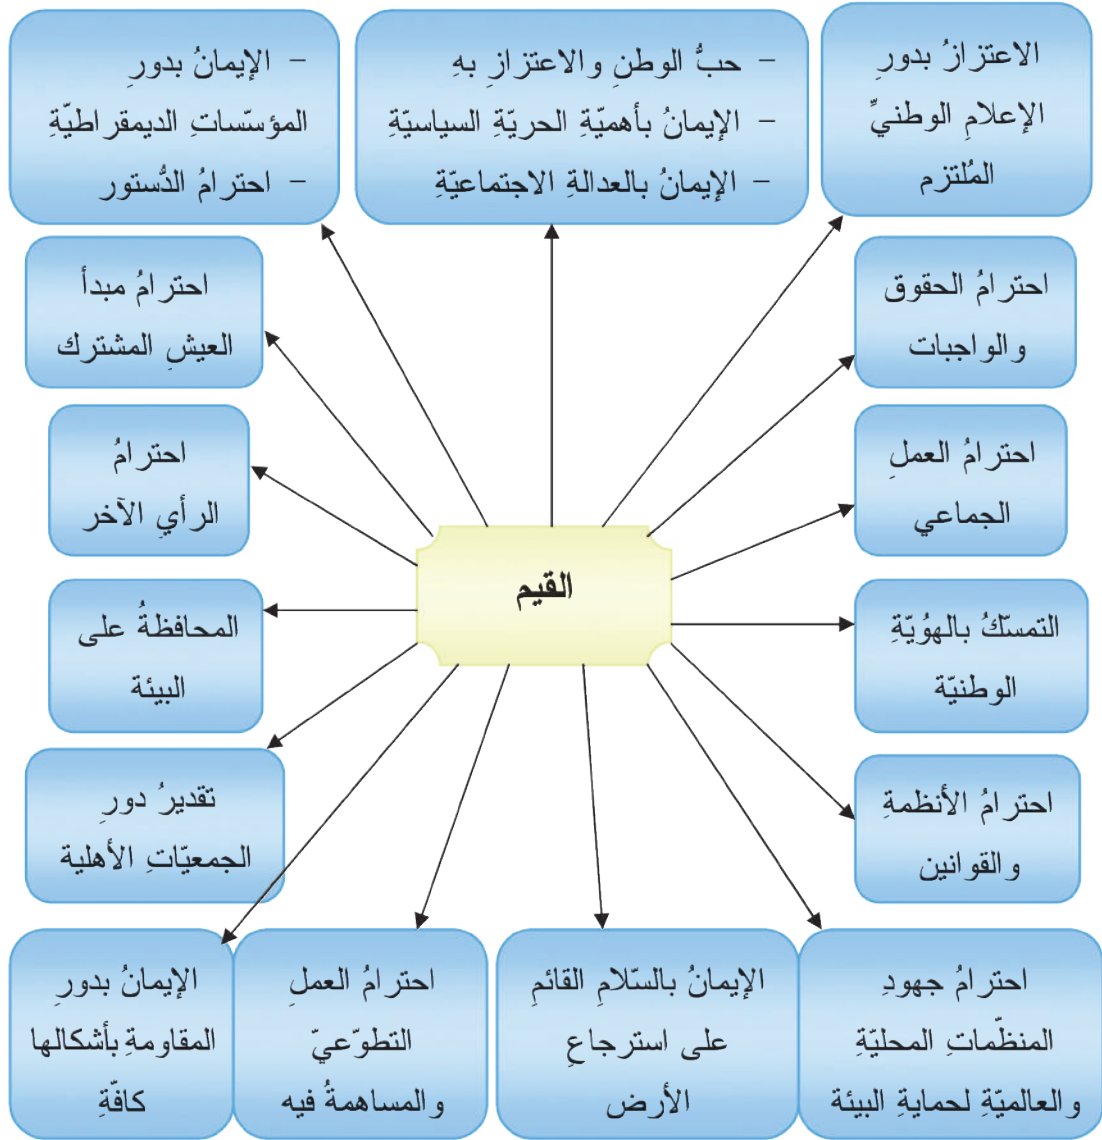 الاعتزازُ بدورِ
الإعلامِ الوطنيِّ
المُلتزم
– حبُّ الوطنِ والاعتزازِ بهِ
– الإيمانُ بأهميّةِ الحريّةِ السياسيّةِ
– الإيمانُ بالعدالةِ الاجتماعيّةِ
– الإيمانُ بدورِ
المؤسّساتِ الديمقراطيّةِ
– احترامُ الدُّستور
احترامُ الحقوق
والواجبات
احترامُ مبدأ
العيشِ المشترك
احترامُ العملِ
الجماعي
احترامُ
الرأيِ الآخر
القيم
التمسّكُ بالهوُيّةِ
الوطنيّة
المحافظةُ على
البيئة
احترامُ الأنظمةِ
والقوانين
تقديرُ دورِ
الجمعيّاتِ الأهلية
احترامُ جهودِ
المنظّماتِ المحليّةِ
والعالميّةِ لحمايةِ البيئة
الإيمانُ بالسّلامِ القائمِ
على استرجاعِ
الأرض
احترامُ العملِ
التطوّعيّ
والمساهمةُ فيه
الإيمانُ بدورِ
المقاومةِ بأشكالها
كافّةِ